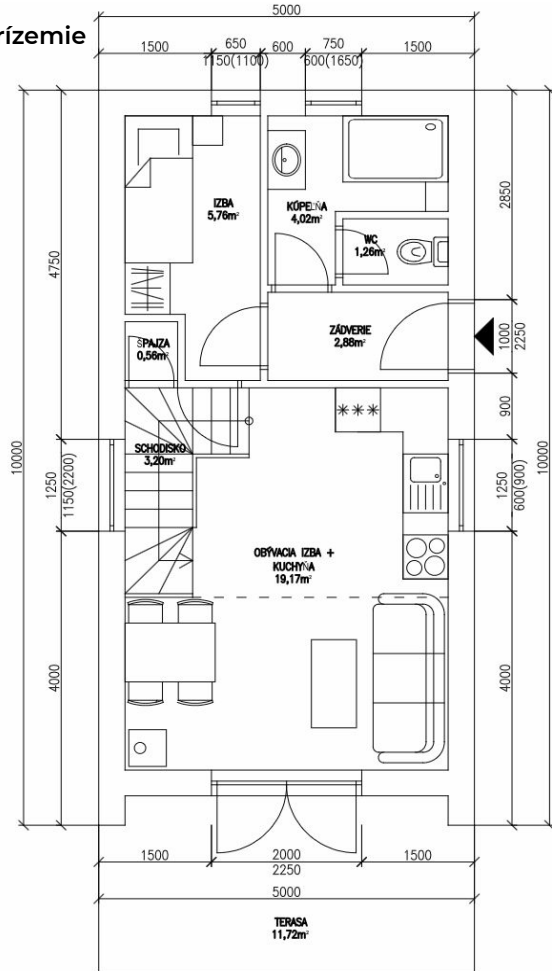 rízemie
5000
1500 650 600 750 1500
1150(1100) 600(1650)
IZBA
5,76m²
KÚPEĽŇA
4,02m²
WC
1,26m²
2850
4750
ŠPAJZA
0,56m²
ZÁDVERIE
2,88m²
1000
2250
900
10000
10000
SCHODISKO
3,20m²
1250
1150(2200)
1250
600(900)
OBÝVACIA IZBA +
KUCHYŇA
19,17m²
4000
4000
1500 2000 1500
2250
5000
TERASA
11,72m²